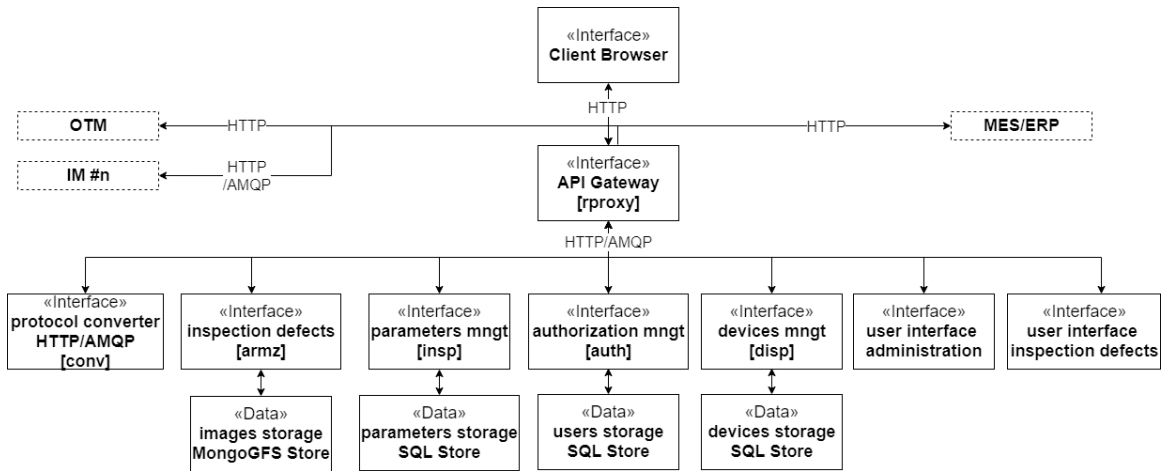 «Interface»
Client Browser
HTTP
OTM
HTTP
HTTP
MES/ERP
IM #n
HTTP
/AMQP
«Interface»
API Gateway
[rproxy]
HTTP/AMQP
«Interface»
protocol converter
HTTP/AMQP
[conv]
«Interface»
inspection defects
[armz]
«Interface»
parameters mngt
[insp]
«Interface»
authorization mngt
[auth]
«Interface»
devices mngt
[disp]
«Interface»
user interface
administration
«Interface»
user interface
inspection defects
«Data»
images storage
MongoGFS Store
«Data»
parameters storage
SQL Store
«Data»
users storage
SQL Store
«Data»
devices storage
SQL Store